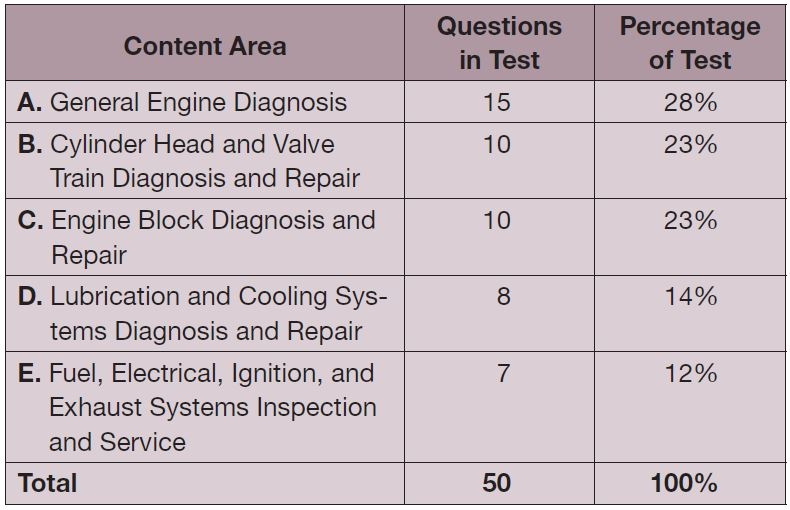 Content Area
Questions
in Test
Percentage
of Test
A. General Engine Diagnosis
15
28%
B. Cylinder Head and Valve
Train Diagnosis and Repair
10
23%
C. Engine Block Diagnosis and
Repair
10
23%
D. Lubrication and Cooling Sys-
tems Diagnosis and Repair
8
14%
E. Fuel, Electrical, Ignition, and
Exhaust Systems Inspection
and Service
7
12%
Total
50
100%